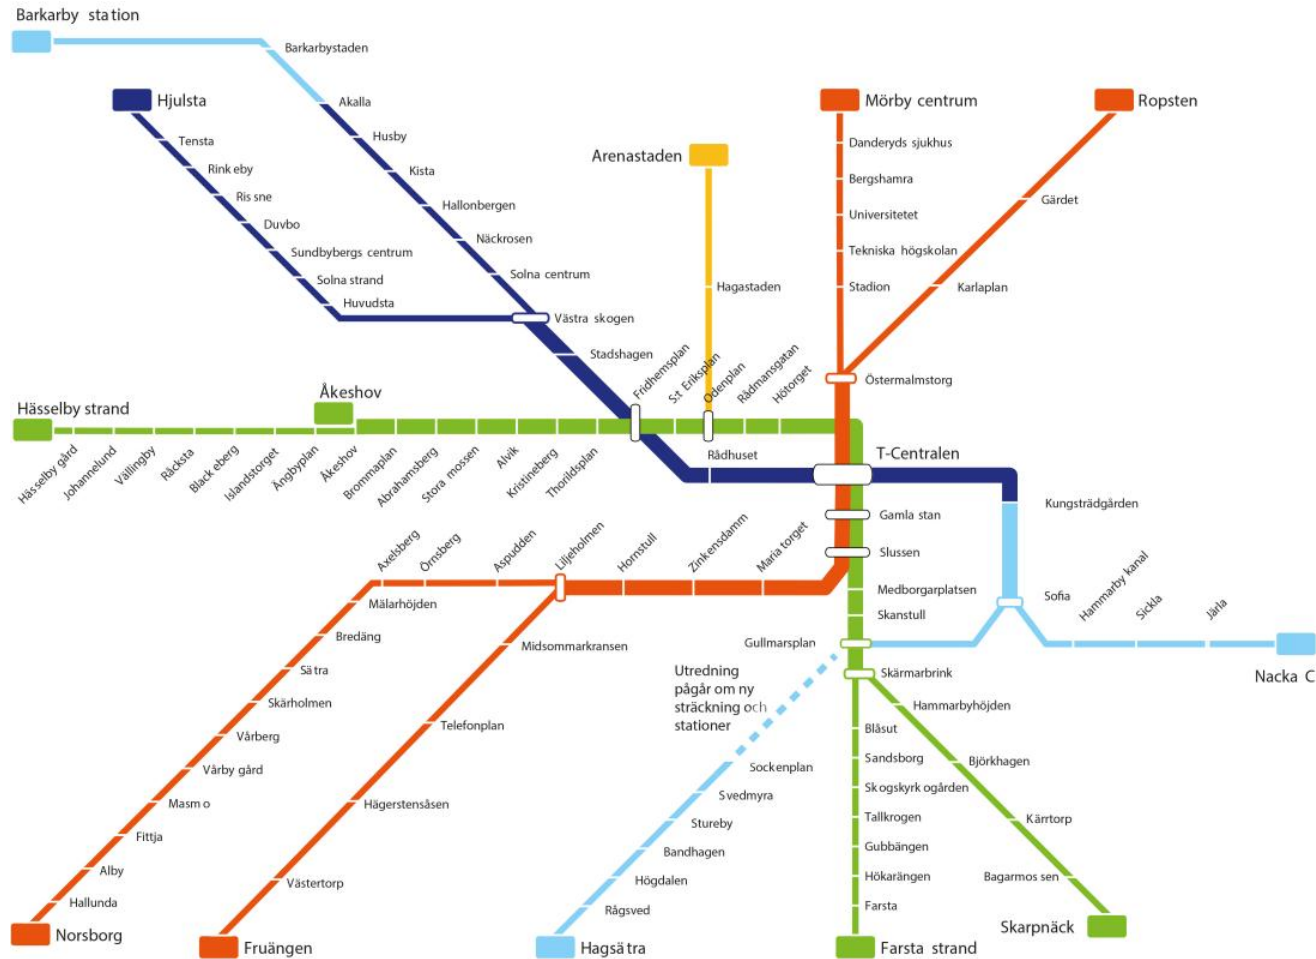 Barkarby station
Barkarbystaden
Hjulsta
Akalla
Mörby centrum
Ropsten
Tensta
Husby
Danderyds sjukhus
Arenastaden
Rinkeby
Kista
Bergshamra
Rissne
Hallonbergen
Universitetet
Gärdet
Duvbo
Näckrosen
Sundbybergs centrum
Tekniska högskolan
Solna strand
Solna centrum
Hagastaden
Stadion
Karlaplan
Huvudsta
Västra skogen
Stadshagen
Fridhemsplan
S:t Eriksplan
Odenplan
Rådmansgatan
Hötorget
Östermalmstorg
Åkeshov
Hässelby strand
Hässelby gård
Johannelund
Vällingby
Råcksta
Blackeberg
Islandstorget
Ängbyplan
Åkeshov
Brommaplan
Abrahamsberg
Stora mossen
Alvik
Kristineberg
Thorildsplan
Rådhuset
T-Centralen
Kungsträdgården
Gamla stan
Slussen
Axelsberg
Örnsberg
Aspudden
Liljeholmen
Hornstull
Zinkensdamm
Mariatorget
Medborgarplatsen
Sofia
Hammarby kanal
Sickla
Järla
Mälarhöjden
Skanstull
Bredäng
Midsommarkransen
Gullmarsplan
Sätra
Utredning
pågår om ny
sträckning och
stationer
Skärmarbrink
Nacka C
Skärholmen
Hammarbyhöjden
Vårberg
Telefonplan
Blåsut
Vårby gård
Sockenplan
Sandsborg
Björkhagen
Masmo
Hägerstensåsen
Svedmyra
Skogskyrkogården
Fittja
Stureby
Tallkrogen
Kärrtorp
Alby
Västertorp
Bandhagen
Gubbängen
Hallunda
Högdalen
Hökarängen
Bagarmossen
Rågsved
Farsta
Norsborg
Fruängen
Hagsätra
Farsta strand
Skarpnäck